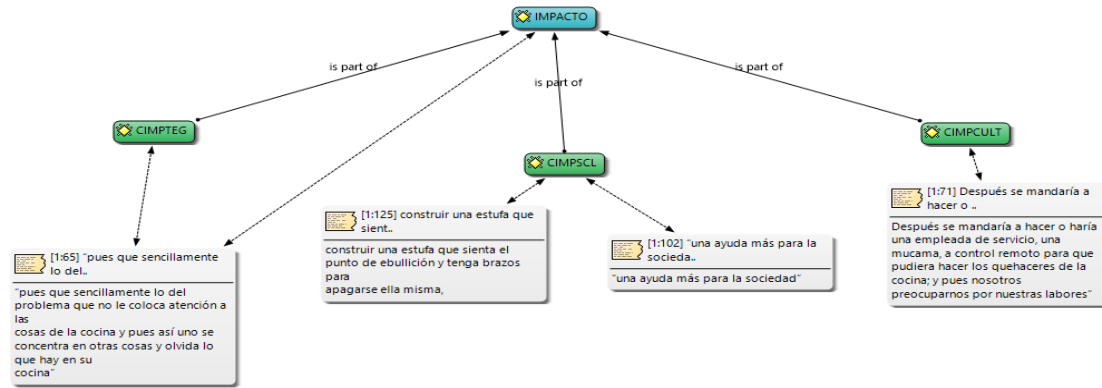 IMPACTO
is part of
is part of
is part of
CIMPTEG
CIMPSCL
CIMPCULT
[1:65] "pues que sencillamente
lo del..
"pues que sencillamente lo del
problema que no le coloca atención a
las
cosas de la cocina y pues así uno se
concentra en otras cosas y olvida lo
que hay en su
cocina"
[1:125] construir una estufa que
sient..
construir una estufa que sienta el
punto de ebullición y tenga brazos
para
apagarse ella misma,
[1:102] "una ayuda más para la
socieda..
"una ayuda más para la sociedad"
[1:71] Después se mandaría a
hacer o ..
Después se mandaría a hacer o haría
una empleada de servicio, una
mucama, a control remoto para que
pudiera hacer los quehaceres de la
cocina; y pues nosotros
preocuparnos por nuestras labores"